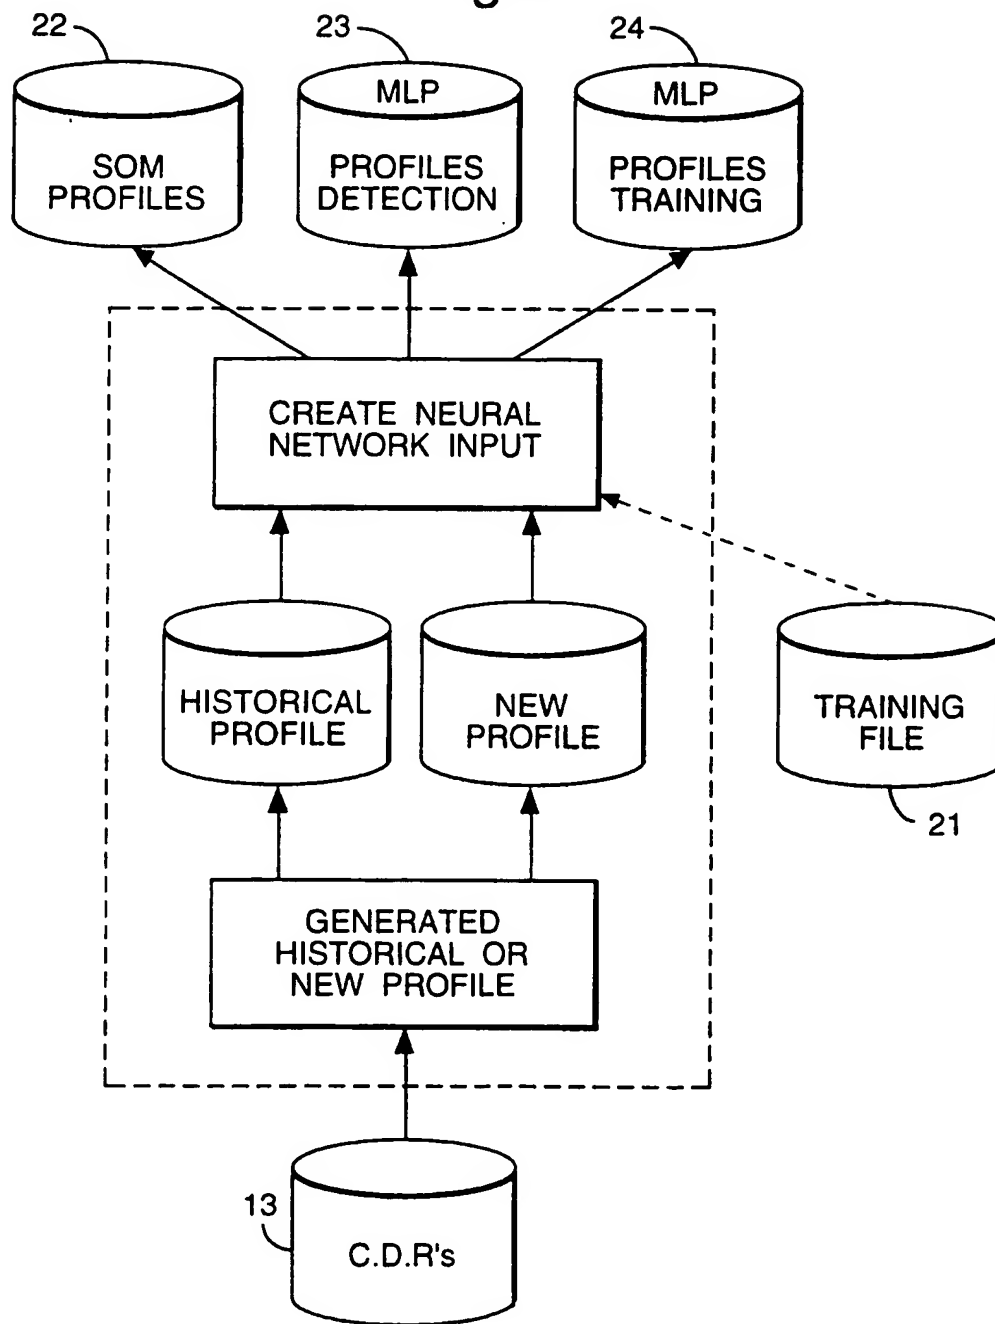 22
23
24
MLP
MLP
SOM
PROFILES
PROFILES
DETECTION
PROFILES
TRAINING
CREATE NEURAL
NETWORK INPUT
HISTORICAL
PROFILE
NEW
PROFILE
TRAINING
FILE
21
GENERATED
HISTORICAL OR
NEW PROFILE
13
C.D.R's